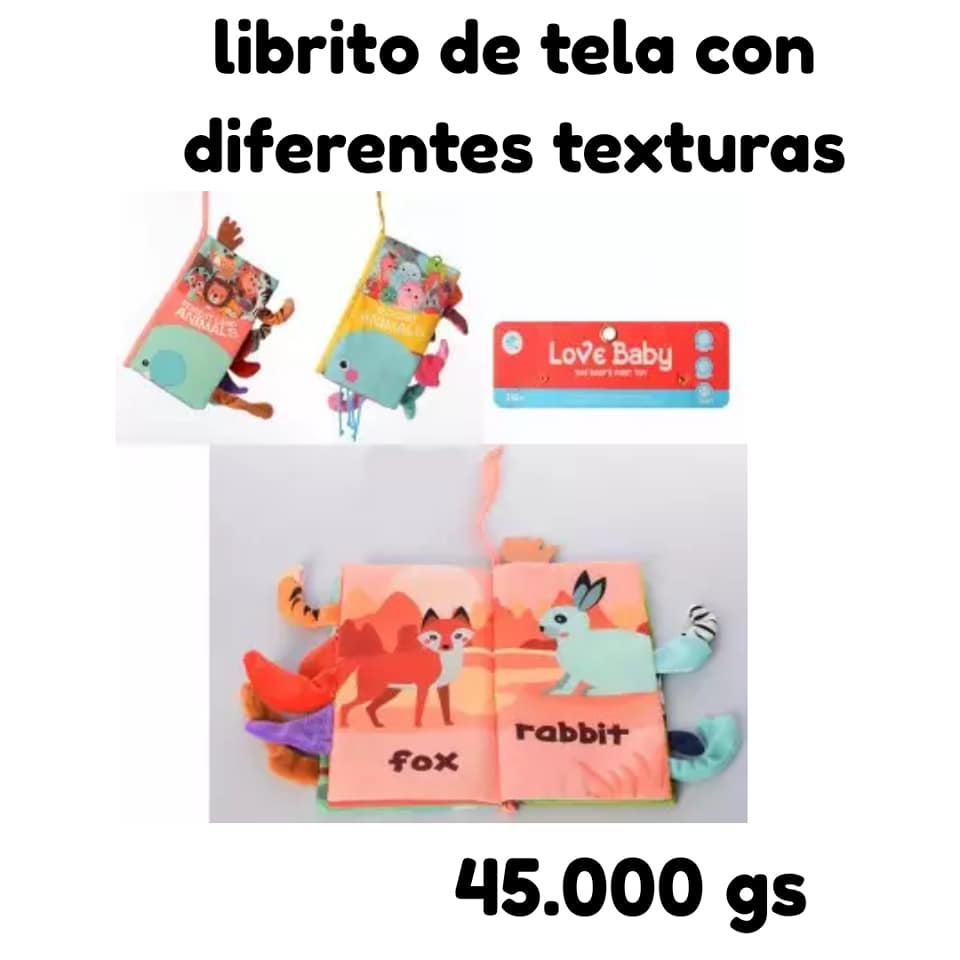 librito de tela con
diferentes texturas
ANIMALS
ANIMALS
Love Baby
fox
rabbit
45.000 gs